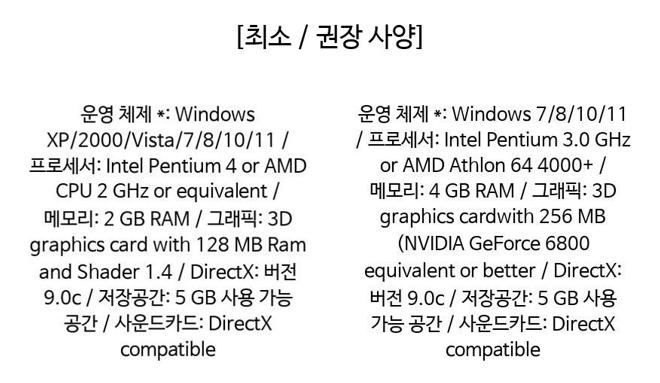 [최소 / 권장 사양]
운영 체제 *: Windows
XP/2000/Vista/7/8/10/11 /
프로세서: Intel Pentium 4 or AMD
CPU 2 GHz or equivalent /
메모리: 2 GB RAM / 그래픽: 3D
graphics card with 128 MB Ram
and Shader 1.4 / DirectX: 버전
9.0c / 저장공간: 5 GB 사용 가능
공간 / 사운드카드: DirectX
compatible
운영 체제 *: Windows 7/8/10/11
/ 프로세서: Intel Pentium 3.0 GHz
or AMD Athlon 64 4000+ /
메모리: 4 GB RAM / 그래픽: 3D
graphics cardwith 256 MB
(NVIDIA GeForce 6800
equivalent or better / DirectX:
버전 9.0c / 저장공간: 5 GB 사용
가능 공간 / 사운드카드: DirectX
compatible